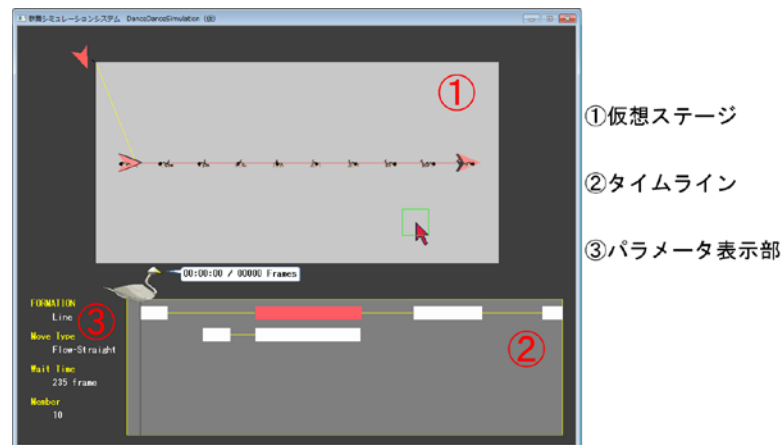 群舞シミュレーションシステム DanceDanceSimulation (仮)
①
①仮想ステージ
②タイムライン
③パラメータ表示部
00:00:00 / 00000 Frames
FORMATION
Line
③
Move Type
Flow-Straight
②
Wait Time
235 frame
Member
10